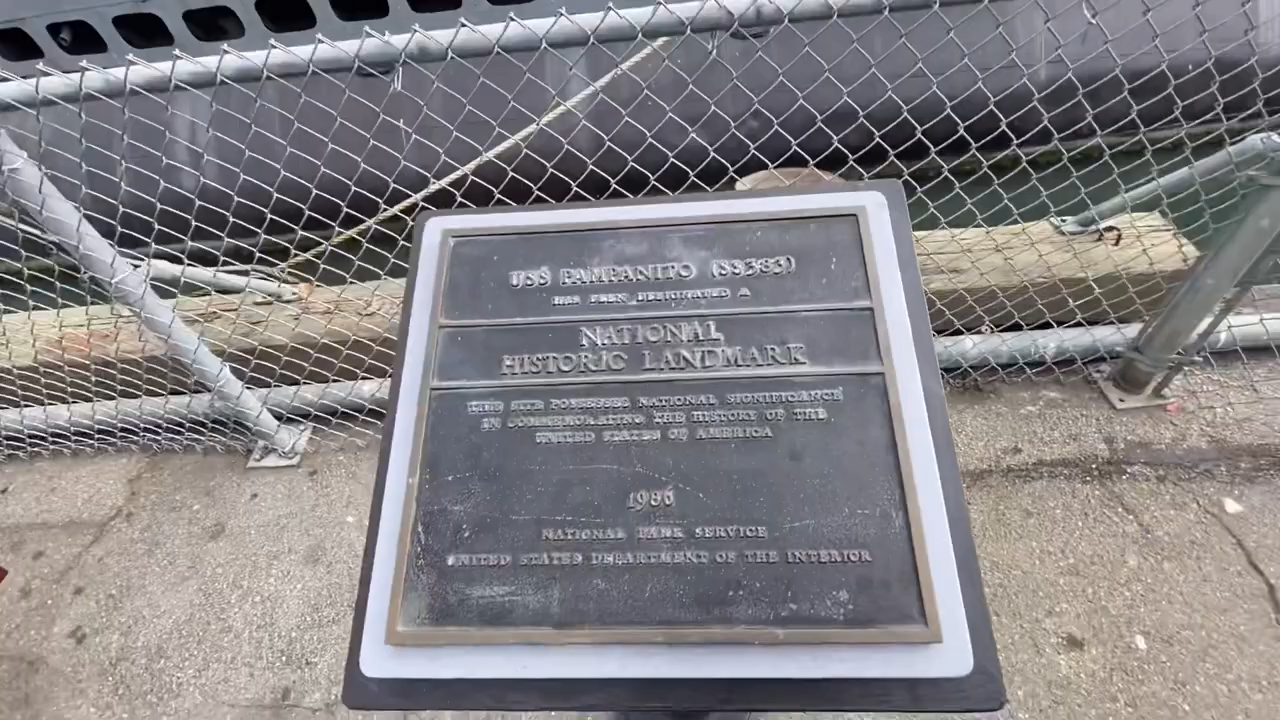 USS PAMPANITO (SS383)
HAS BEEN DESIGNATED A
NATIONAL
HISTORIC LANDMARK
THIS SITE POSSESSES NATIONAL SIGNIFICANCE
IN COMMEMORATING THE HISTORY OF THE
UNITED STATES OF AMERICA
1986
NATIONAL PARK SERVICE
UNITED STATES DEPARTMENT OF THE INTERIOR